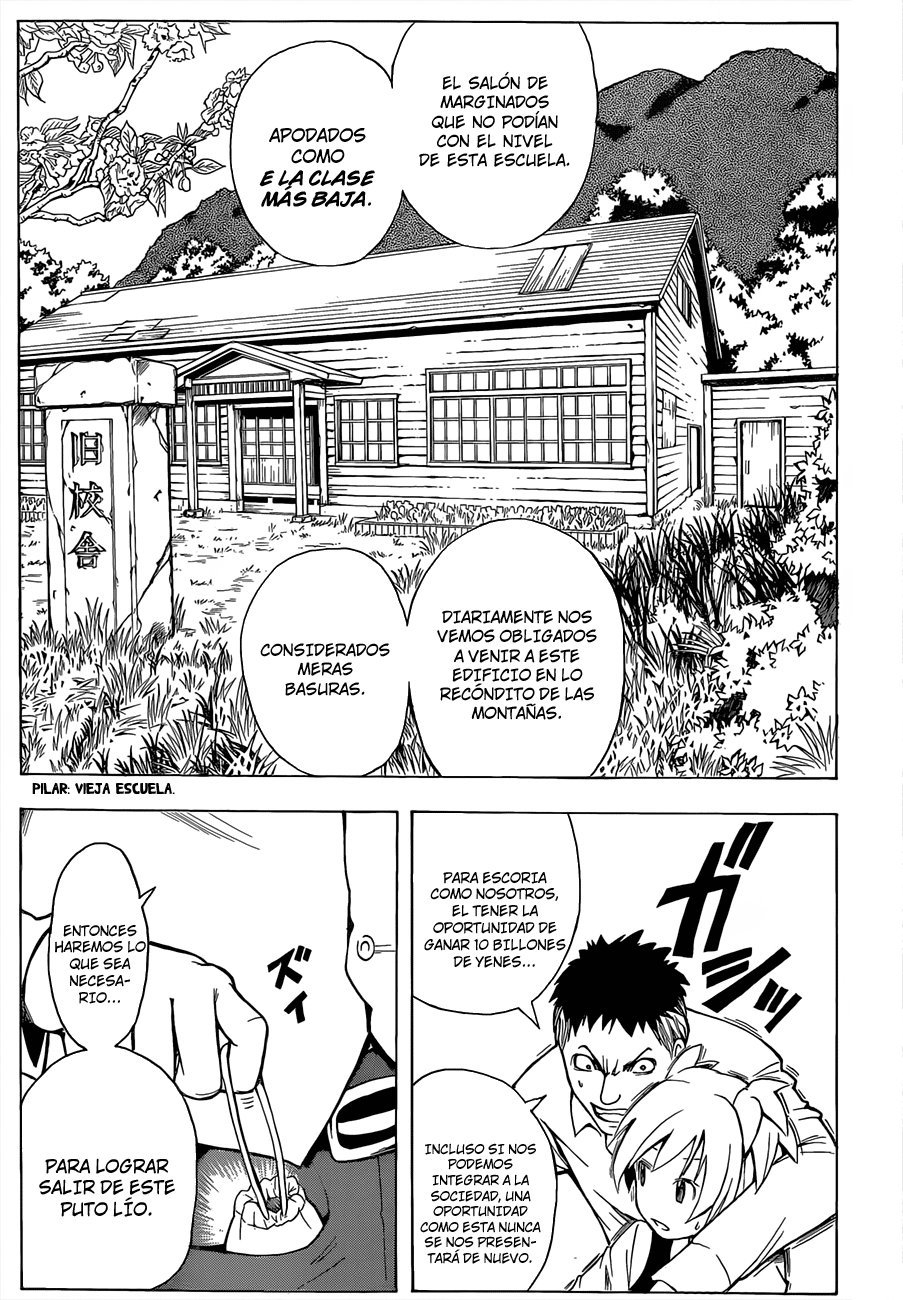 EL SALÓN DE
MARGINADOS
QUE NO PODÍAN
CON EL NIVEL
DE ESTA ESCUELA.
APODADOS
COMO
E LA CLASE
MÁS BAJA.
旧校舎
DIARIAMENTE NOS
VEMOS OBLIGADOS
A VENIR A ESTE
EDIFICIO EN LO
RECÓNDITO DE LAS
MONTAÑAS.
CONSIDERADOS
MERAS
BASURAS.
PILAR: VIEJA ESCUELA.
PARA ESCORIA
COMO NOSOTROS,
EL TENER LA
OPORTUNIDAD DE
GANAR 10 BILLONES
DE YENES...
ガシ
INCLUSO SI NOS
PODEMOS
INTEGRAR A LA
SOCIEDAD, UNA
OPORTUNIDAD
COMO ESTA NUNCA
SE NOS PRESEN-
TARÁ DE NUEVO.
ENTONCES
HAREMOS LO
QUE SEA
NECESA-
RIO...
ズイ
PARA LOGRAR
SALIR DE ESTE
PUTO LÍO.